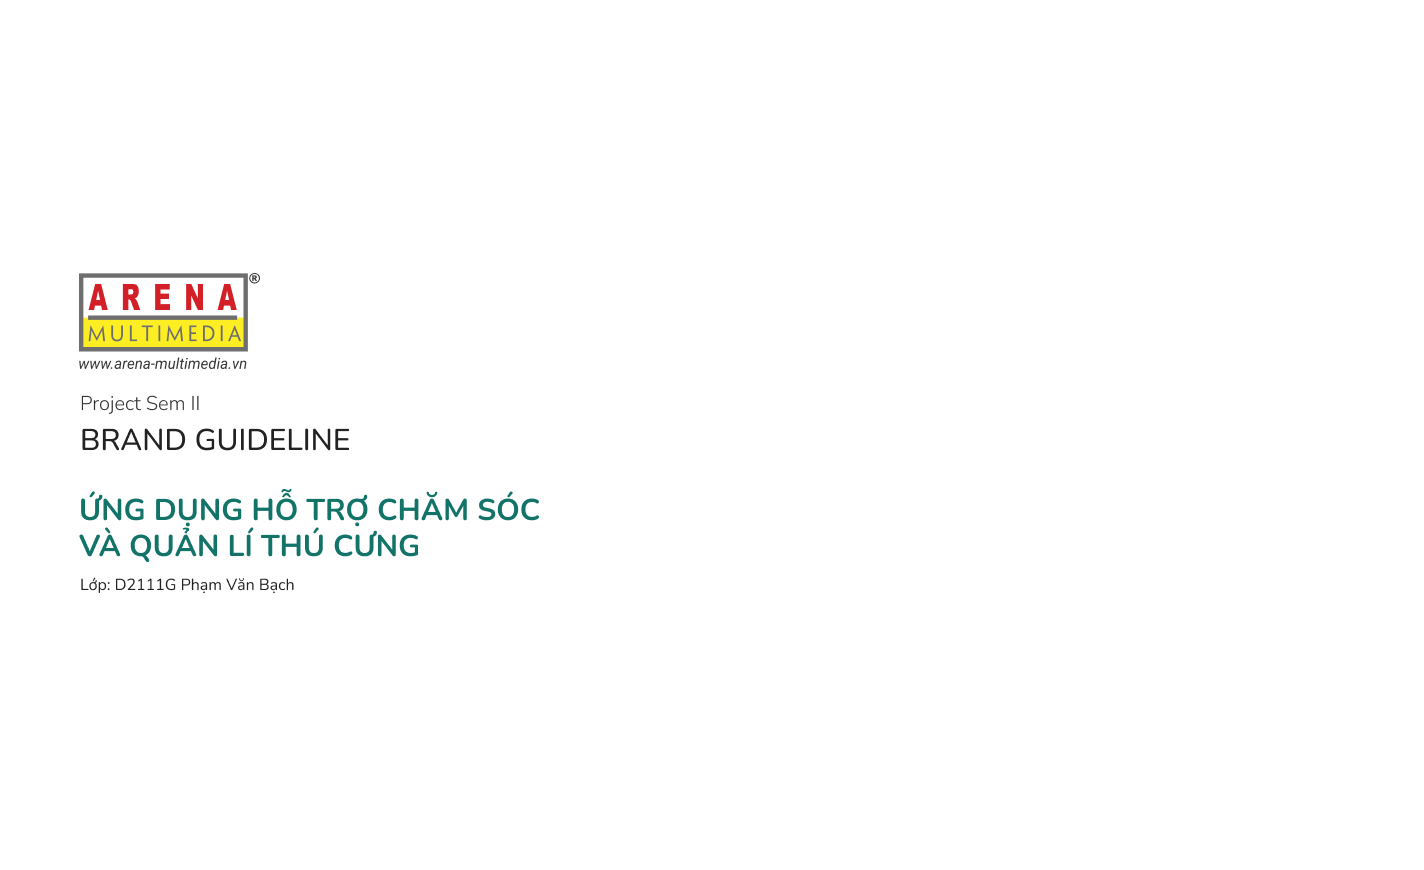 ARENA ®
MULTIMEDIA
www.arena-multimedia.vn
Project Sem II
BRAND GUIDELINE
ỨNG DỤNG HỖ TRỢ CHĂM SÓC
VÀ QUẢN LÍ THÚ CƯNG
Lớp: D2111G Phạm Văn Bạch